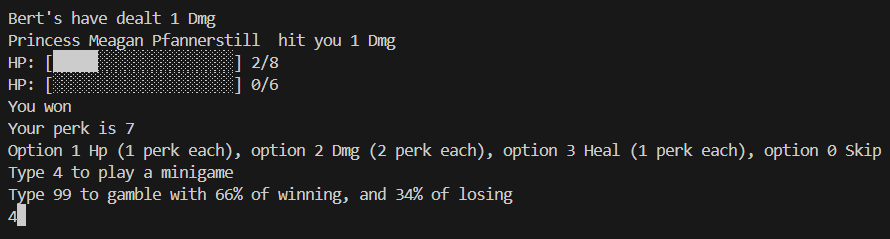 Bert's have dealt 1 Dmg
Princess Meagan Pfannerstill  hit you 1 Dmg
HP: [████░░░░░░░░░░░░░░░░] 2/8
HP: [░░░░░░░░░░░░░░░░░░░░] 0/6
You won
Your perk is 7
Option 1 Hp (1 perk each), option 2 Dmg (2 perk each), option 3 Heal (1 perk each), option 0 Skip
Type 4 to play a minigame
Type 99 to gamble with 66% of winning, and 34% of losing
4